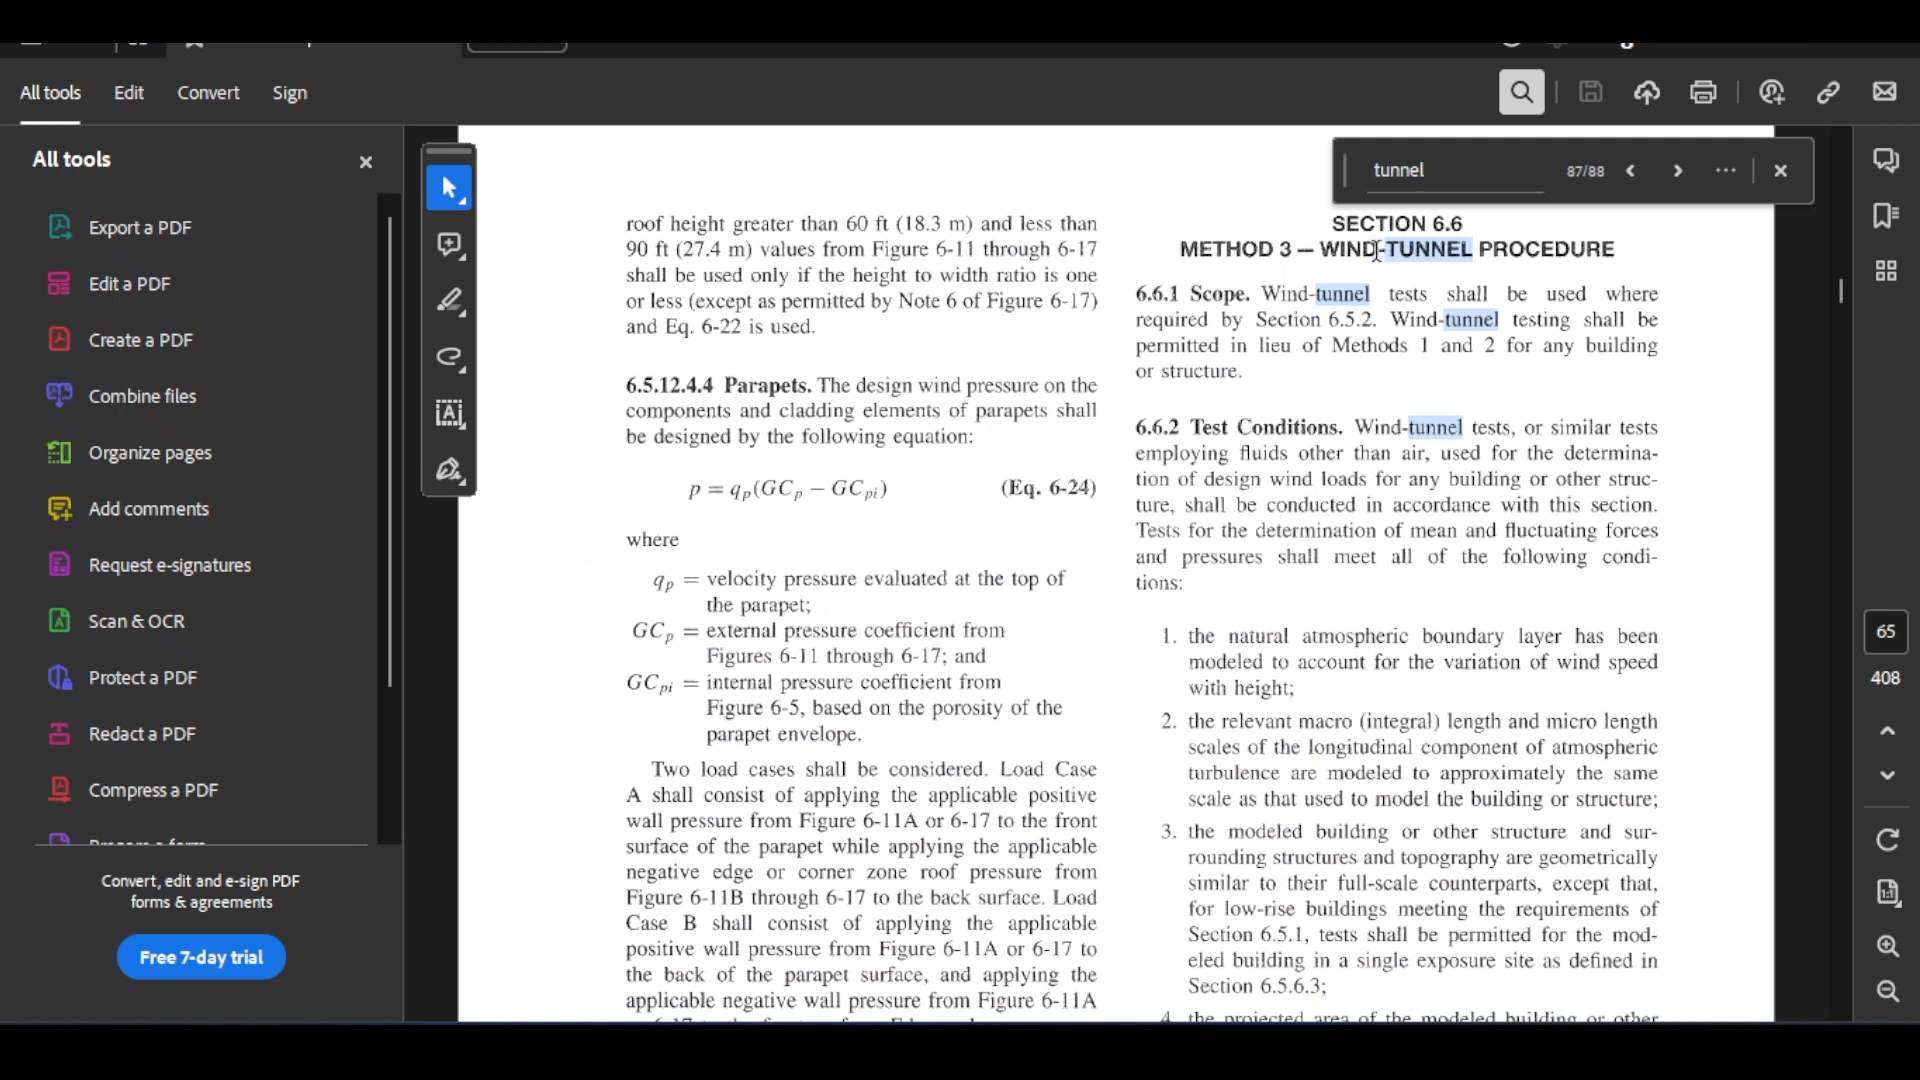 All tools
Edit
Convert
Sign
All tools
Export a PDF
Edit a PDF
Create a PDF
Combine files
Organize pages
Add comments
Request e-signatures
Scan & OCR
Protect a PDF
Redact a PDF
Compress a PDF
Convert, edit and e-sign PDF
forms & agreements
Free 7-day trial
tunnel
87/88
roof height greater than 60 ft (18.3 m) and less than
90 ft (27.4 m) values from Figure 6-11 through 6-17
shall be used only if the height to width ratio is one
or less (except as permitted by Note 6 of Figure 6-17)
and Eq. 6-22 is used.
6.5.12.4.4 Parapets. The design wind pressure on the
components and cladding elements of parapets shall
be designed by the following equation:
p = qp(GCp − GCpi) (Eq. 6-24)
where
qp = velocity pressure evaluated at the top of
the parapet;
GCp = external pressure coefficient from
Figures 6-11 through 6-17; and
GCpi = internal pressure coefficient from
Figure 6-5, based on the porosity of the
parapet envelope.
Two load cases shall be considered. Load Case
A shall consist of applying the applicable positive
wall pressure from Figure 6-11A or 6-17 to the front
surface of the parapet while applying the applicable
negative edge or corner zone roof pressure from
Figure 6-11B through 6-17 to the back surface. Load
Case B shall consist of applying the applicable
positive wall pressure from Figure 6-11A or 6-17 to
the back of the parapet surface, and applying the
applicable negative wall pressure from Figure 6-11A
SECTION 6.6
METHOD 3 — WIND-TUNNEL PROCEDURE
6.6.1 Scope. Wind-tunnel tests shall be used where
required by Section 6.5.2. Wind-tunnel testing shall be
permitted in lieu of Methods 1 and 2 for any building
or structure.
6.6.2 Test Conditions. Wind-tunnel tests, or similar tests
employing fluids other than air, used for the determina-
tion of design wind loads for any building or other struc-
ture, shall be conducted in accordance with this section.
Tests for the determination of mean and fluctuating forces
and pressures shall meet all of the following condi-
tions:
1. the natural atmospheric boundary layer has been
modeled to account for the variation of wind speed
with height;
2. the relevant macro (integral) length and micro length
scales of the longitudinal component of atmospheric
turbulence are modeled to approximately the same
scale as that used to model the building or structure;
3. the modeled building or other structure and sur-
rounding structures and topography are geometrically
similar to their full-scale counterparts, except that,
for low-rise buildings meeting the requirements of
Section 6.5.1, tests shall be permitted for the mod-
eled building in a single exposure site as defined in
Section 6.5.6.3;
4. the projected area of the modeled building or other
65
408